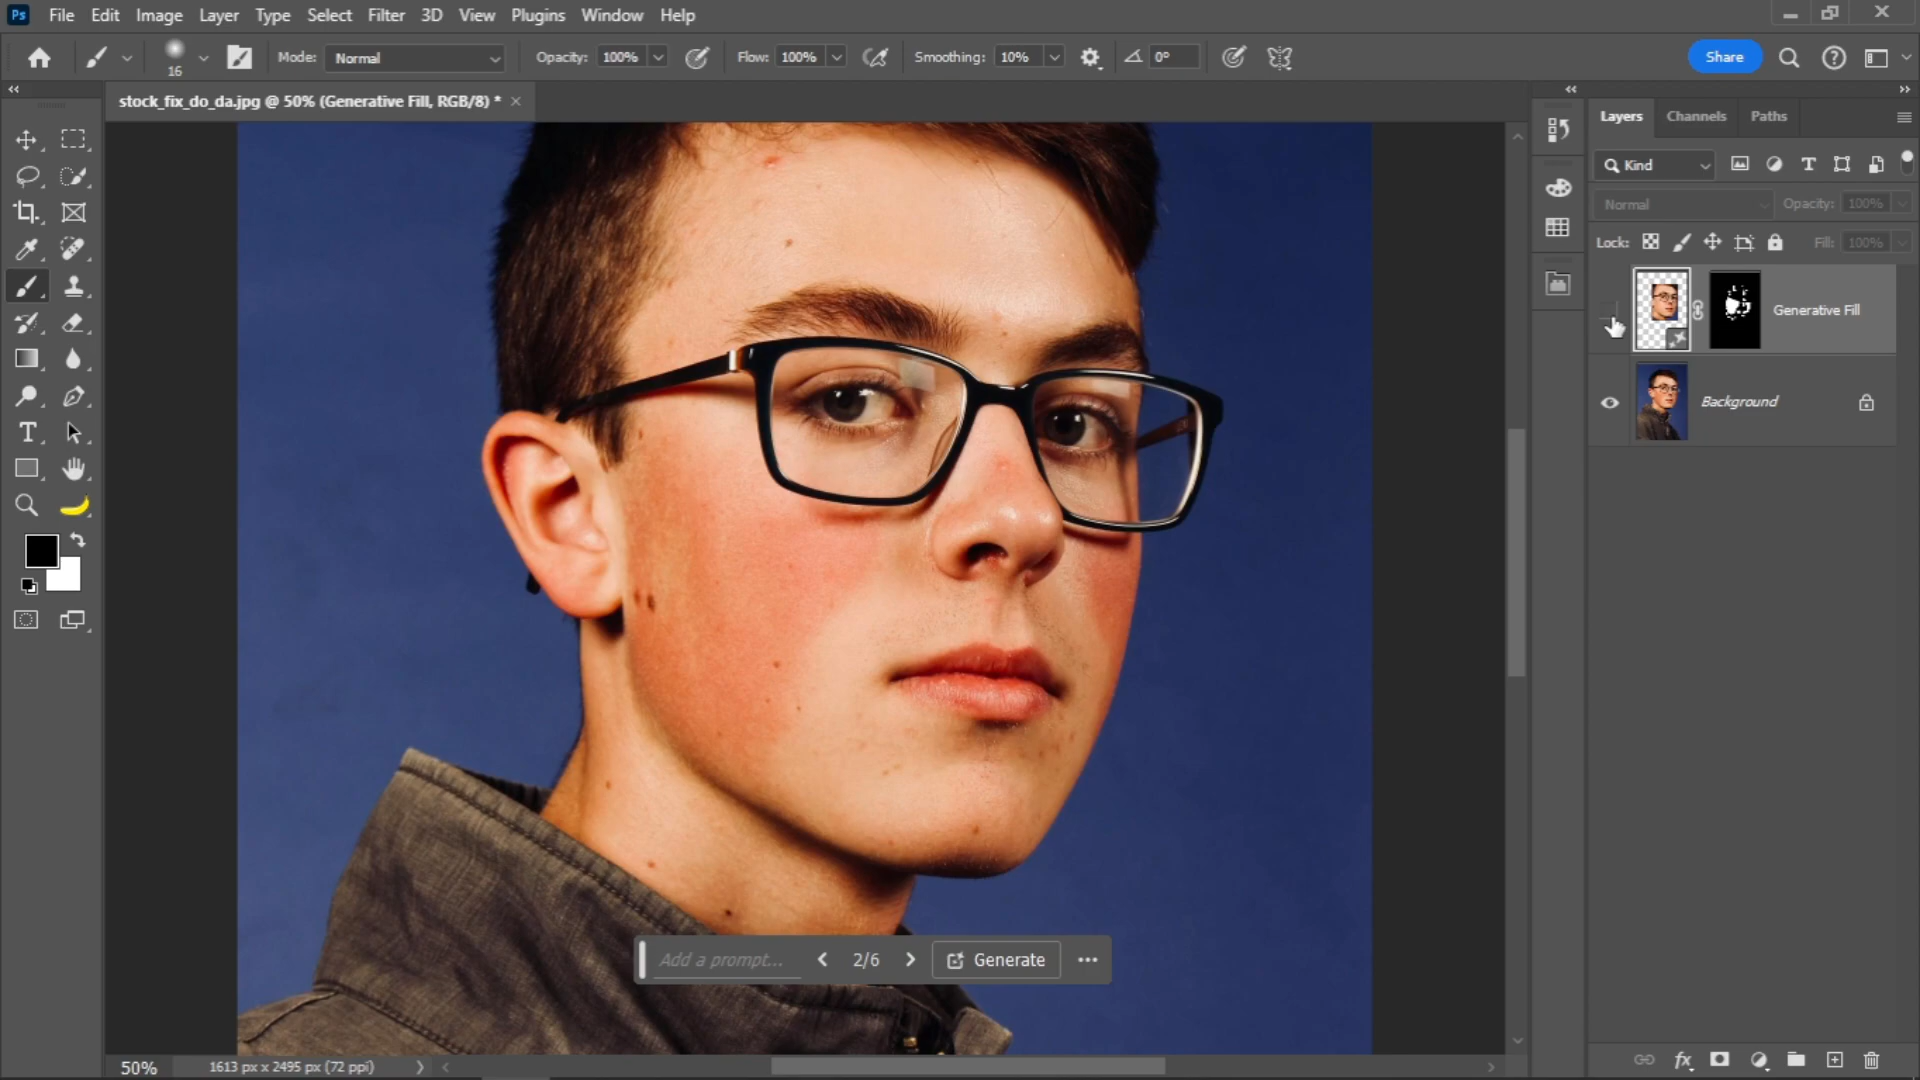 Ps File Edit Image Layer Type Select Filter 3D View Plugins Window Help
16 Mode: Normal Opacity: 100% Flow: 100% Smoothing: 10% 0° Share
stock_fix_do_da.jpg @ 50% (Generative Fill, RGB/8) *
Layers Channels Paths
Kind
Normal Opacity: 100%
Lock: Fill: 100%
Generative Fill
Background
Add a prompt... 2/6 Generate
50% 1613 px x 2495 px (72 ppi)
fx